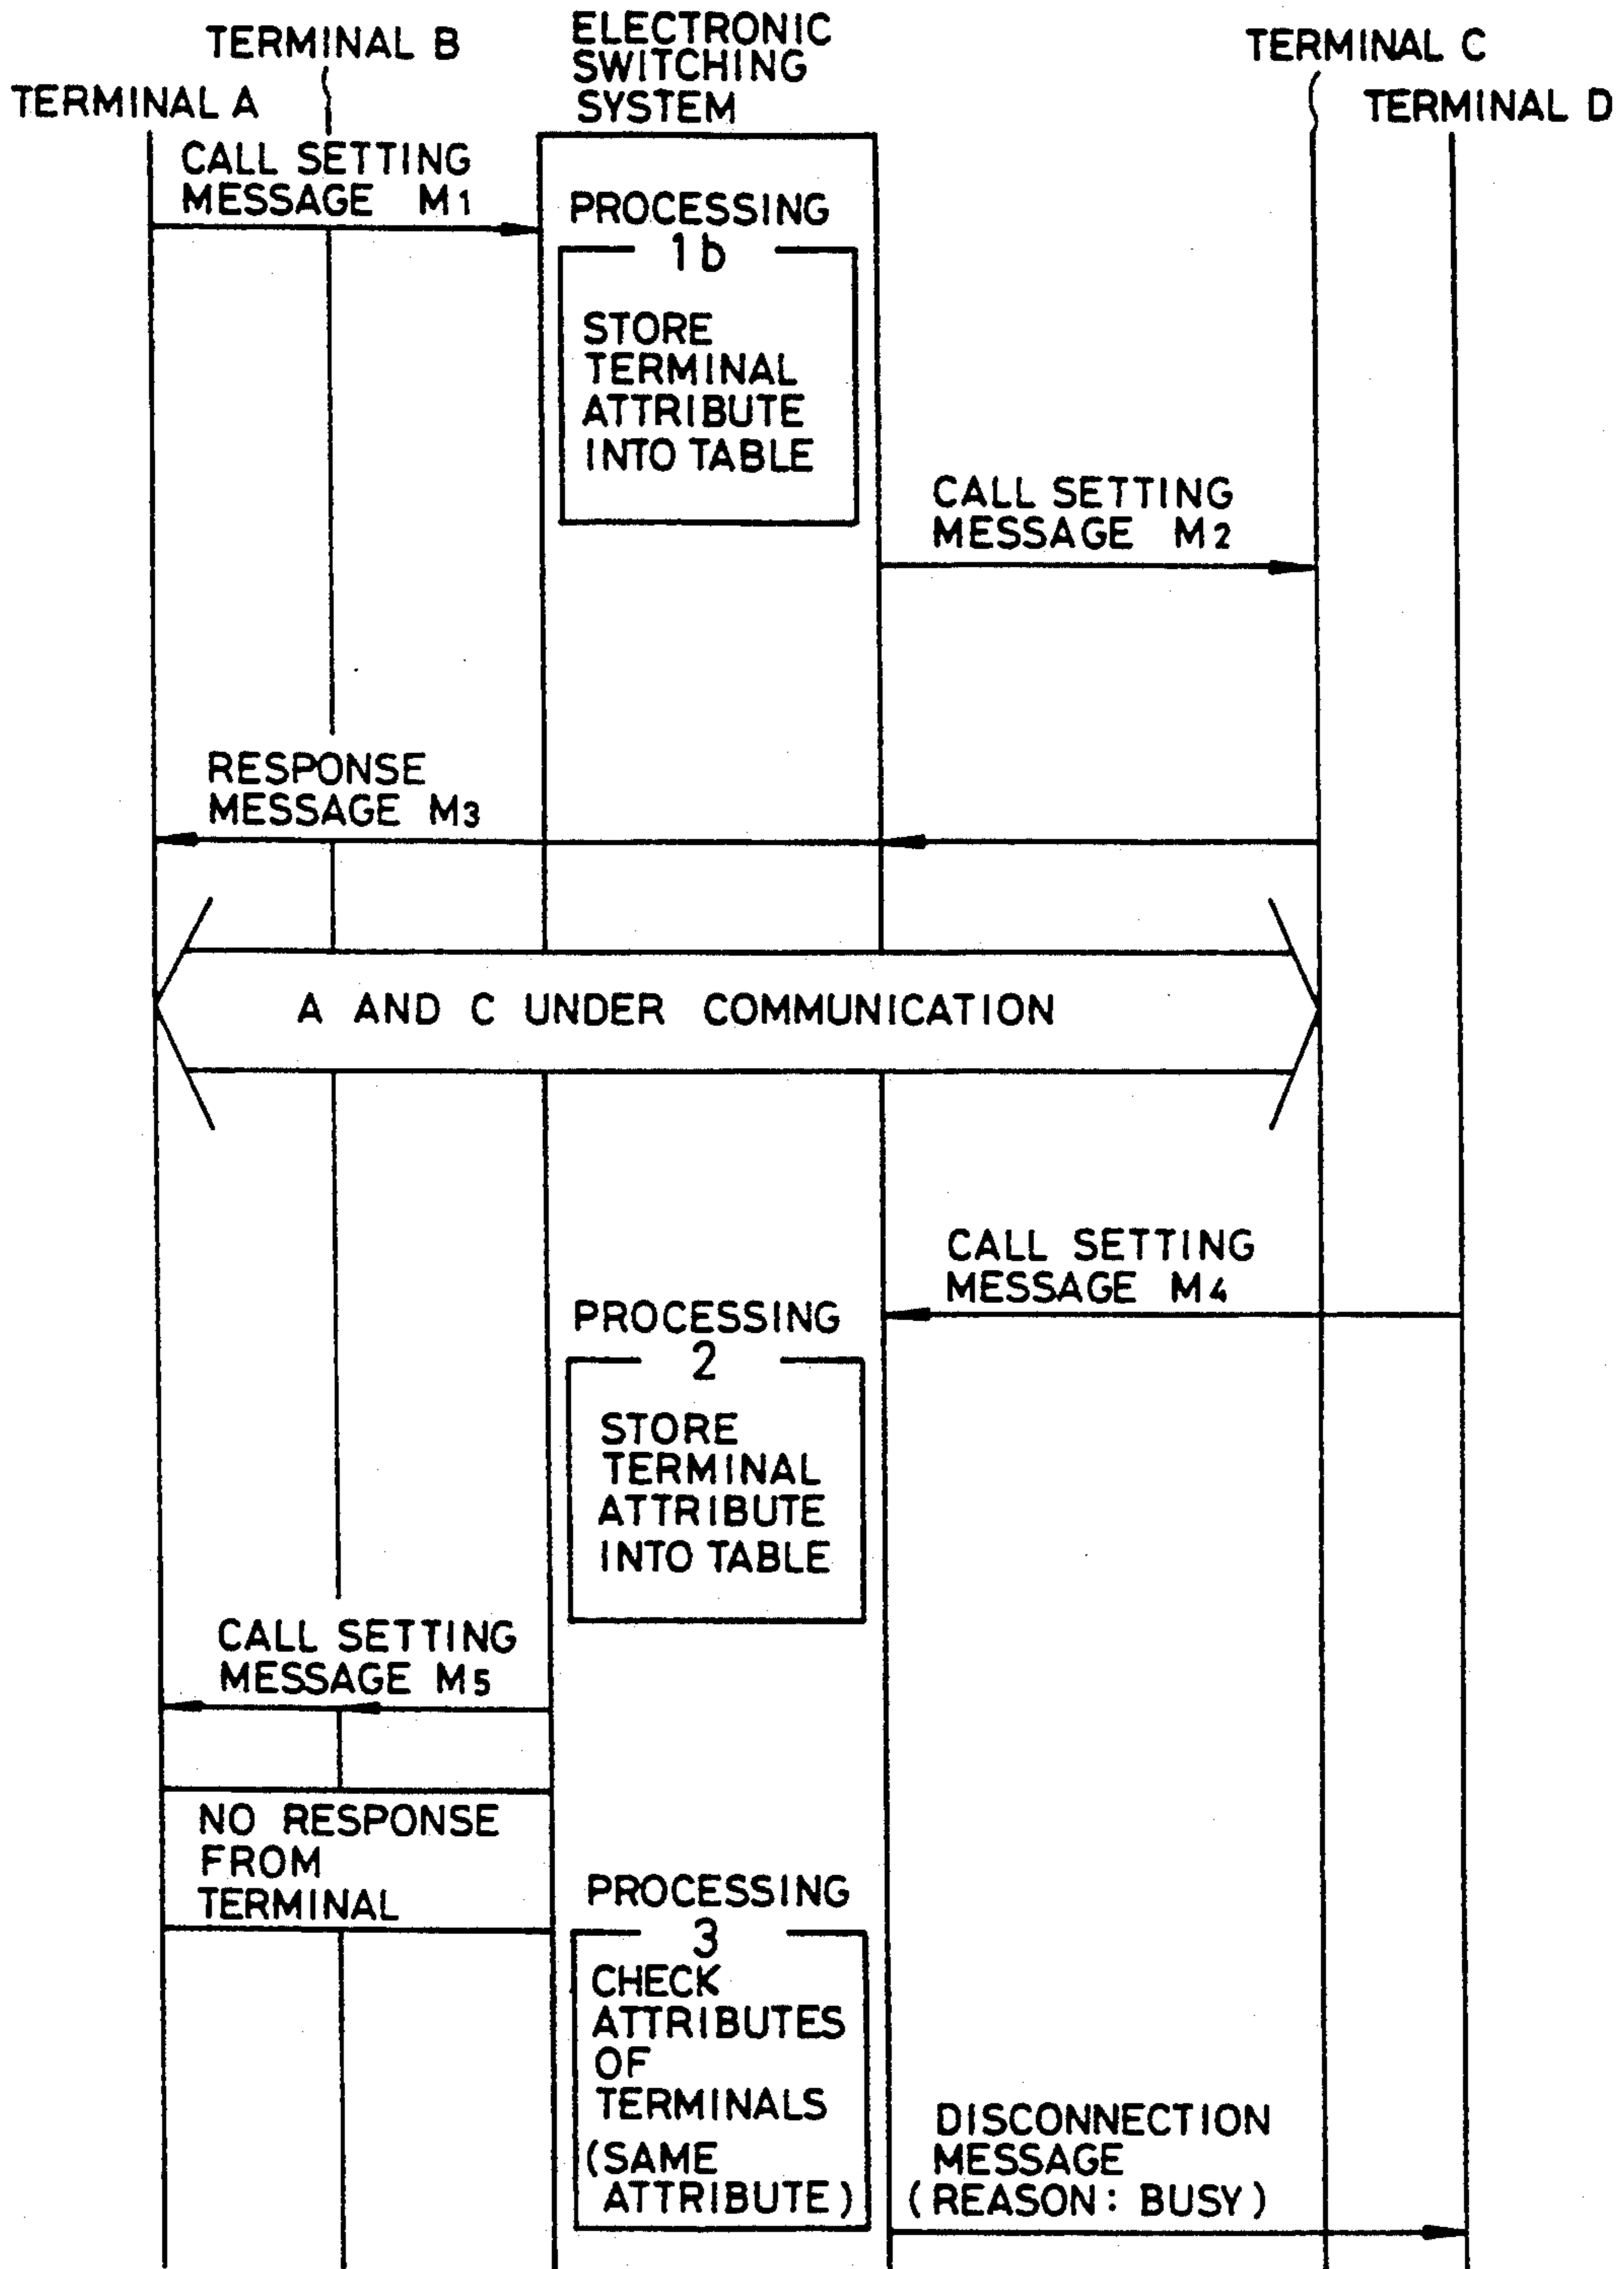 TERMINAL A
TERMINAL B
ELECTRONIC
SWITCHING
SYSTEM
TERMINAL C
TERMINAL D
CALL SETTING
MESSAGE M1
PROCESSING
1b
STORE
TERMINAL
ATTRIBUTE
INTO TABLE
CALL SETTING
MESSAGE M2
RESPONSE
MESSAGE M3
A AND C UNDER COMMUNICATION
CALL SETTING
MESSAGE M4
PROCESSING
2
STORE
TERMINAL
ATTRIBUTE
INTO TABLE
CALL SETTING
MESSAGE M5
NO RESPONSE
FROM
TERMINAL
PROCESSING
3
CHECK
ATTRIBUTES
OF
TERMINALS
(SAME
ATTRIBUTE)
DISCONNECTION
MESSAGE
(REASON: BUSY)